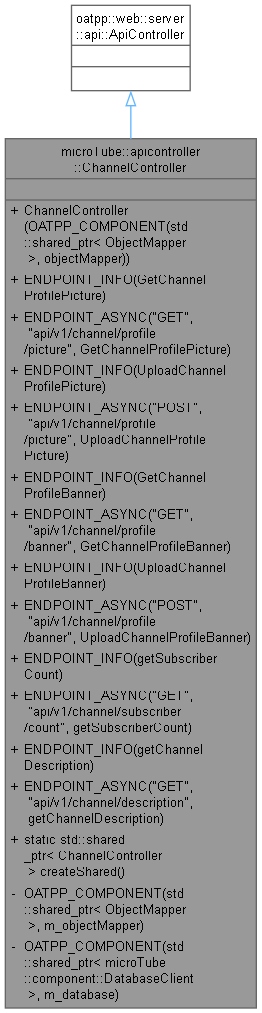 oatpp::web::server
::api::ApiController
microTube::apicontroller
::ChannelController
+ ChannelController
(OATPP_COMPONENT(std
::shared_ptr< ObjectMapper
>, objectMapper))
+ ENDPOINT_INFO(GetChannel
ProfilePicture)
+ ENDPOINT_ASYNC("GET",
"api/v1/channel/profile
/picture", GetChannelProfilePicture)
+ ENDPOINT_INFO(UploadChannel
ProfilePicture)
+ ENDPOINT_ASYNC("POST",
"api/v1/channel/profile
/picture", UploadChannelProfile
Picture)
+ ENDPOINT_INFO(GetChannel
ProfileBanner)
+ ENDPOINT_ASYNC("GET",
"api/v1/channel/profile
/banner", GetChannelProfileBanner)
+ ENDPOINT_INFO(UploadChannel
ProfileBanner)
+ ENDPOINT_ASYNC("POST",
"api/v1/channel/profile
/banner", UploadChannelProfileBanner)
+ ENDPOINT_INFO(getSubscriber
Count)
+ ENDPOINT_ASYNC("GET",
"api/v1/channel/subscriber
/count", getSubscriberCount)
+ ENDPOINT_INFO(getChannel
Description)
+ ENDPOINT_ASYNC("GET",
"api/v1/channel/description",
getChannelDescription)
+ static std::shared
_ptr< ChannelController
> createShared()
- OATPP_COMPONENT(std
::shared_ptr< ObjectMapper
>, m_objectMapper)
- OATPP_COMPONENT(std
::shared_ptr< microTube
::component::DatabaseClient
>, m_database)